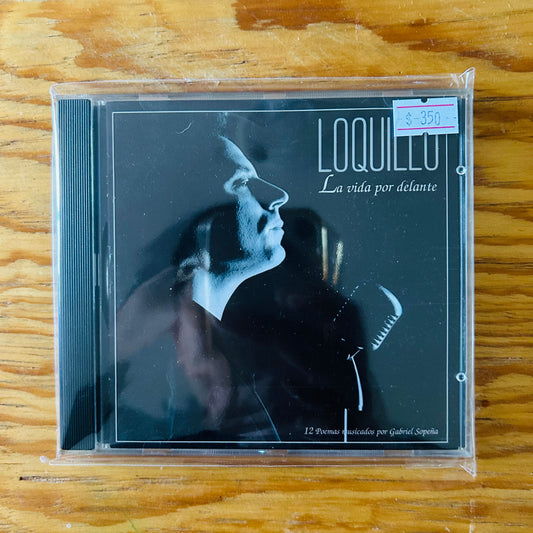 LOQUILLO
$-350
La vida por delante
12 Poemas musicados por Gabriel Sopeña